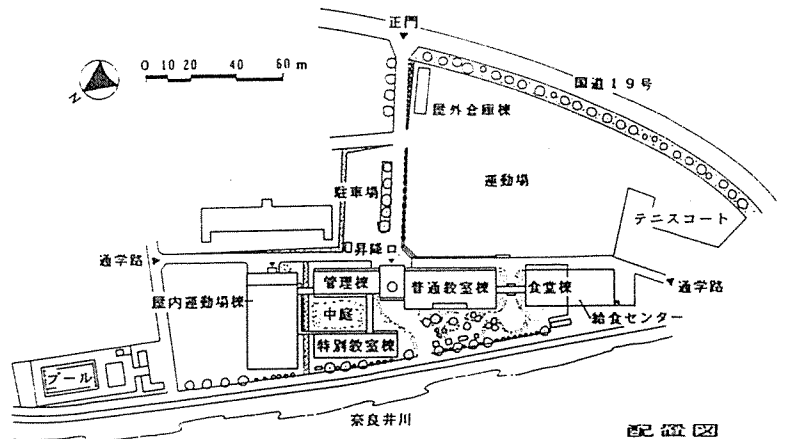 正門
0 10 20 40 60 m
N
国道19号
屋外倉庫棟
運動場
駐車場
テニスコート
昇降口
通学路
管理棟
普通教室棟
食堂棟
通学路
屋内運動場棟
中庭
給食センター
特別教室棟
プール
奈良井川
配置図